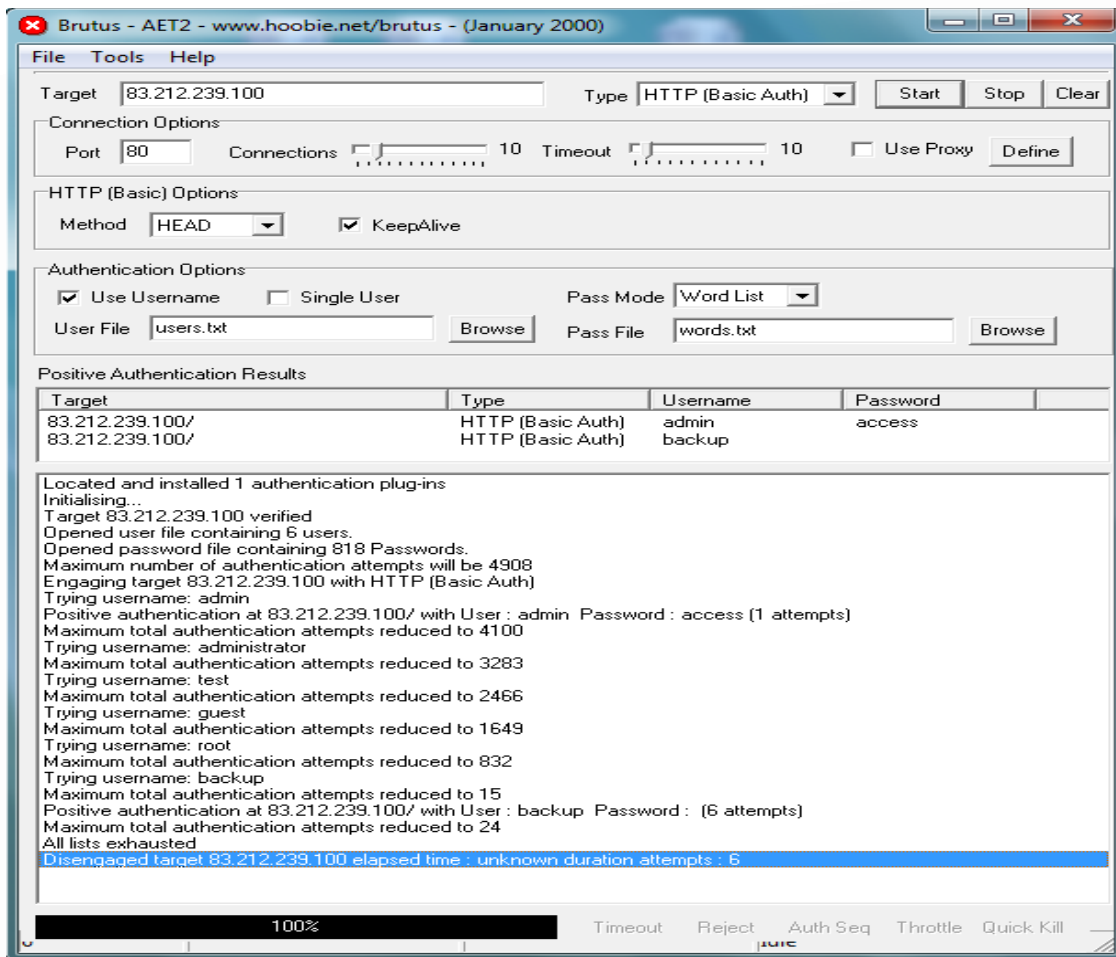 Brutus - AET2 - www.hoobie.net/brutus - (January 2000)
File Tools Help
Target 83.212.239.100 Type HTTP (Basic Auth) Start Stop Clear
Connection Options
Port 80 Connections 10 Timeout 10 Use Proxy Define
HTTP (Basic) Options
Method HEAD KeepAlive
Authentication Options
Use Username Single User Pass Mode Word List
User File users.txt Browse Pass File words.txt Browse
Positive Authentication Results
Target Type Username Password
83.212.239.100/ HTTP (Basic Auth) admin access
83.212.239.100/ HTTP (Basic Auth) backup
Located and installed 1 authentication plug-ins
Initialising...
Target 83.212.239.100 verified
Opened user file containing 6 users.
Opened password file containing 818 Passwords.
Maximum number of authentication attempts will be 4908
Engaging target 83.212.239.100 with HTTP (Basic Auth)
Trying username: admin
Positive authentication at 83.212.239.100/ with User : admin Password : access (1 attempts)
Maximum total authentication attempts reduced to 4100
Trying username: administrator
Maximum total authentication attempts reduced to 3283
Trying username: test
Maximum total authentication attempts reduced to 2466
Trying username: guest
Maximum total authentication attempts reduced to 1649
Trying username: root
Maximum total authentication attempts reduced to 832
Trying username: backup
Maximum total authentication attempts reduced to 15
Positive authentication at 83.212.239.100/ with User : backup Password : (6 attempts)
Maximum total authentication attempts reduced to 24
All lists exhausted
Disengaged target 83.212.239.100 elapsed time : unknown duration attempts : 6
100% Timeout Reject Auth Seq Throttle Quick Kill
Idle